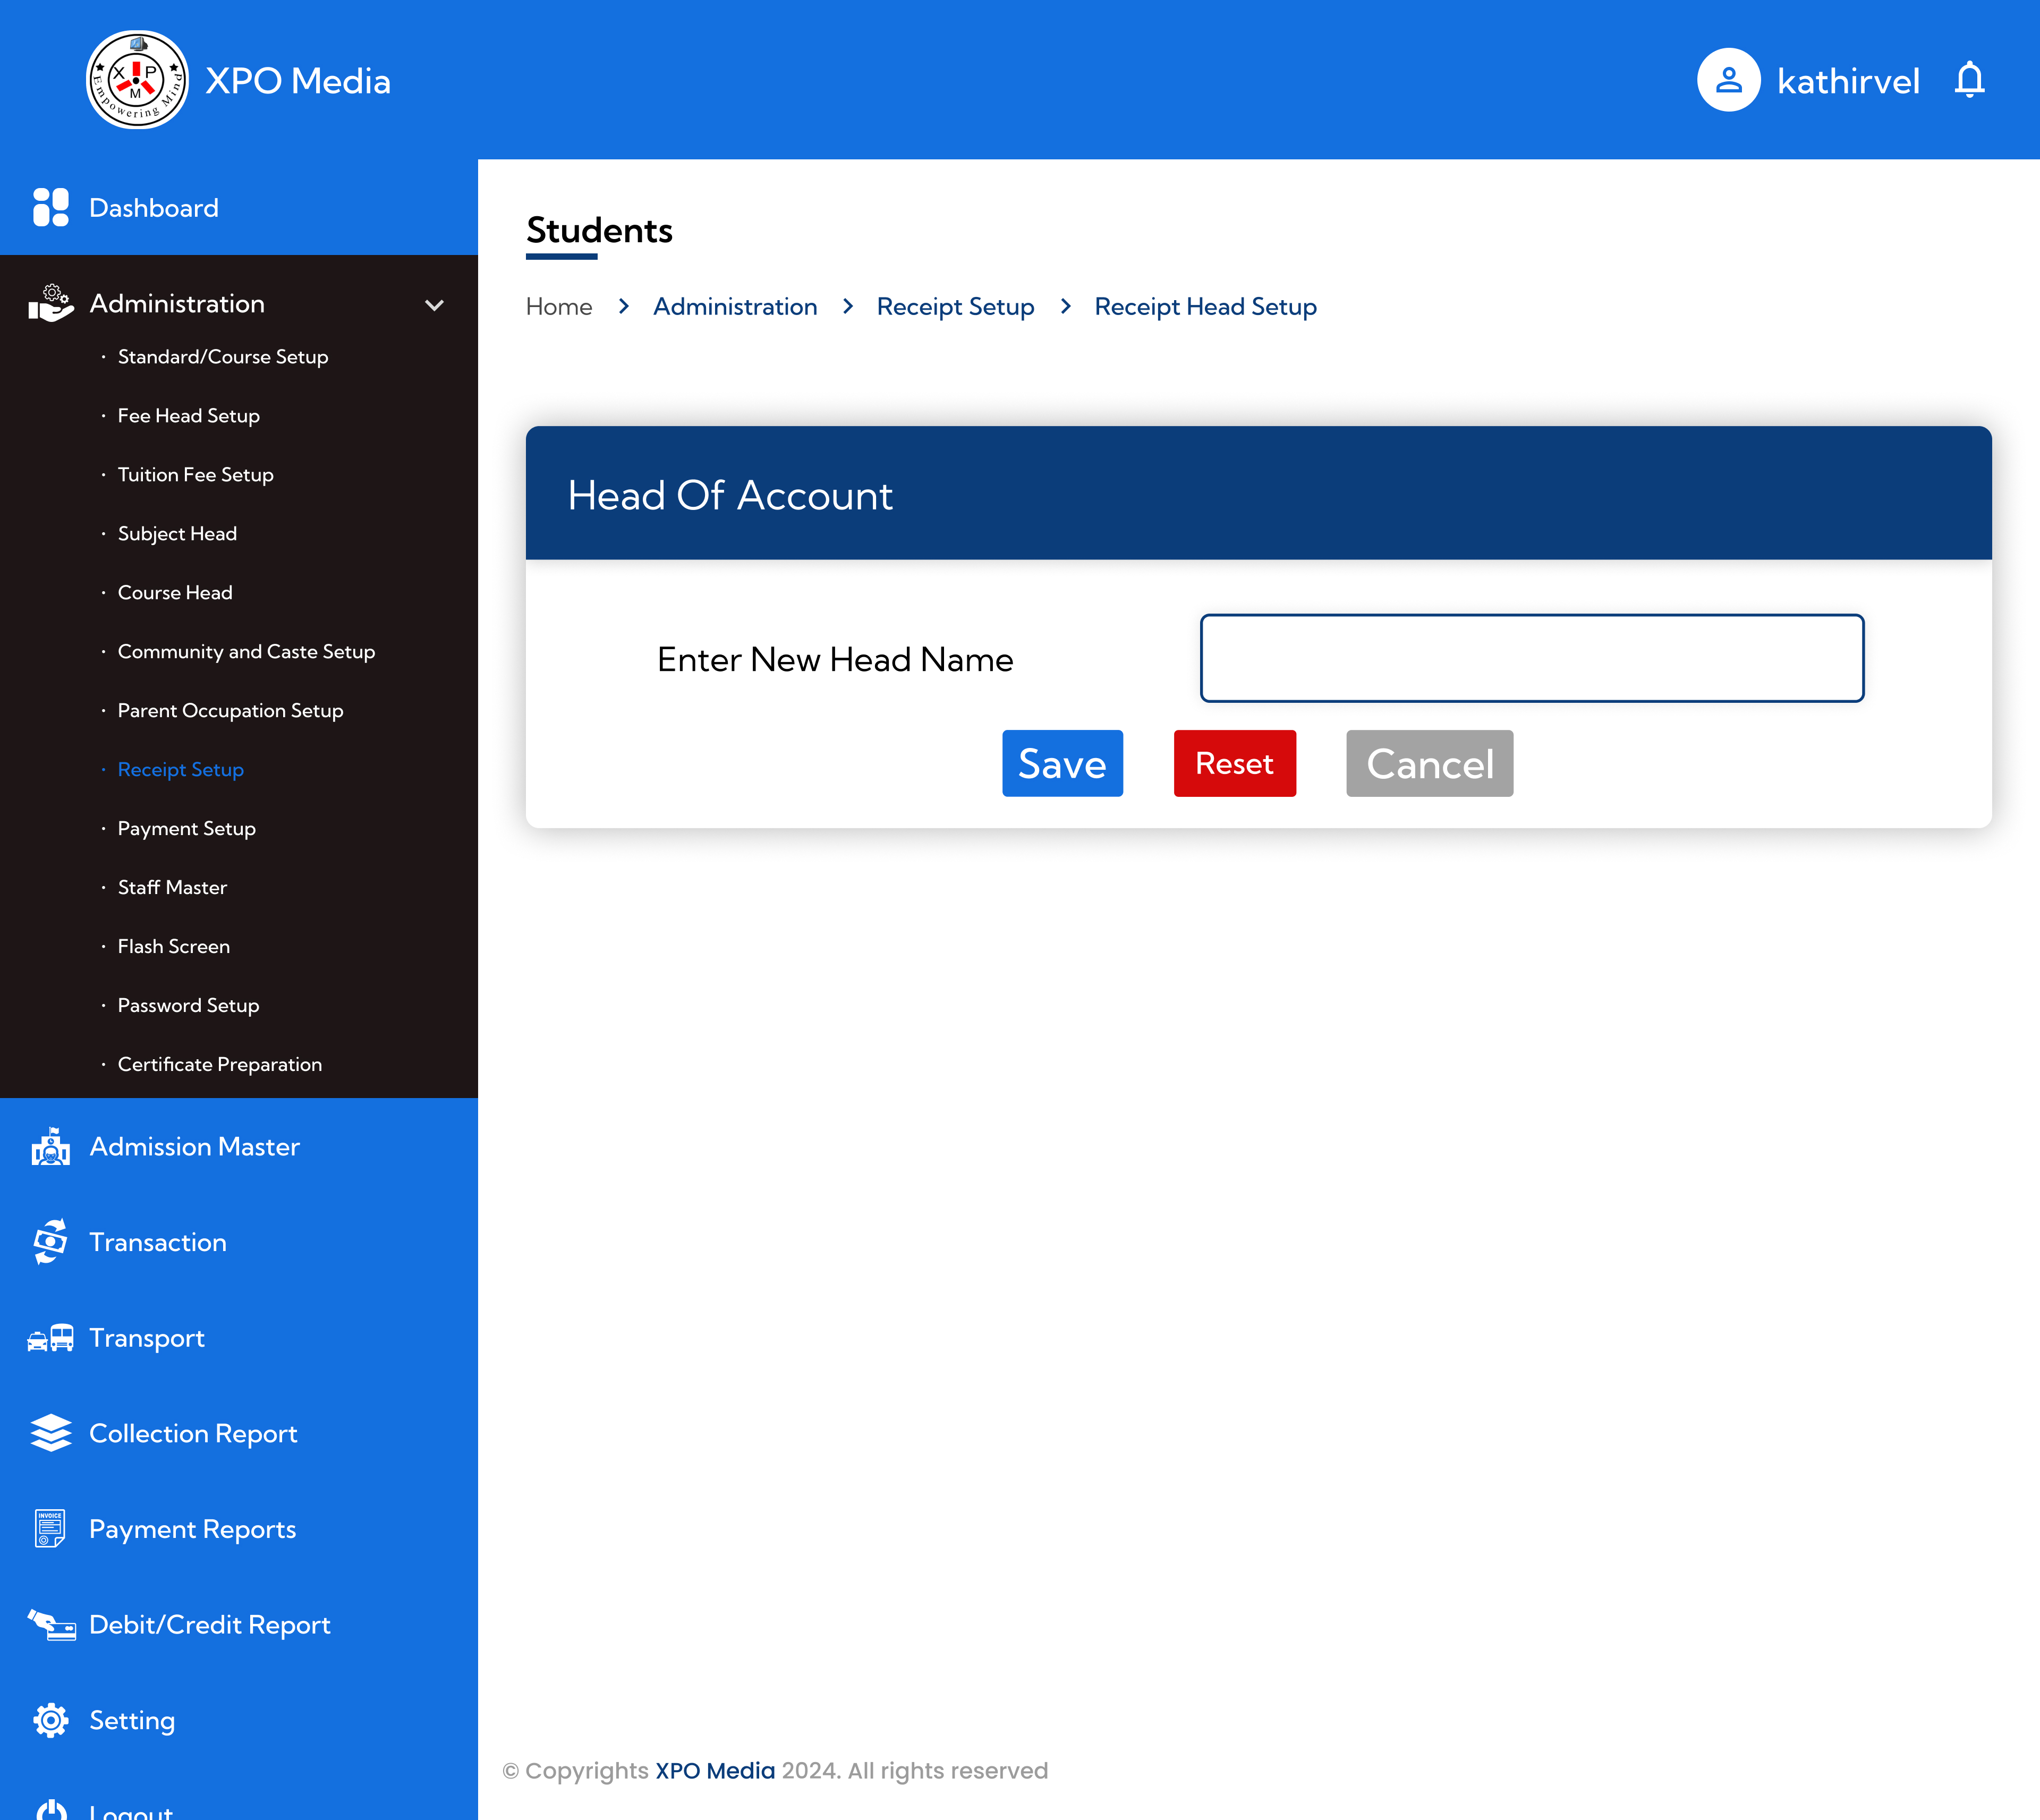 X P M
Empowering Mind
XPO Media
kathirvel
Dashboard
Administration
· Standard/Course Setup
· Fee Head Setup
· Tuition Fee Setup
· Subject Head
· Course Head
· Community and Caste Setup
· Parent Occupation Setup
· Receipt Setup
· Payment Setup
· Staff Master
· Flash Screen
· Password Setup
· Certificate Preparation
Admission Master
Transaction
Transport
Collection Report
INVOICE
Payment Reports
Debit/Credit Report
Setting
Logout
Students
Home > Administration > Receipt Setup > Receipt Head Setup
Head Of Account
Enter New Head Name
Save Reset Cancel
© Copyrights XPO Media 2024. All rights reserved